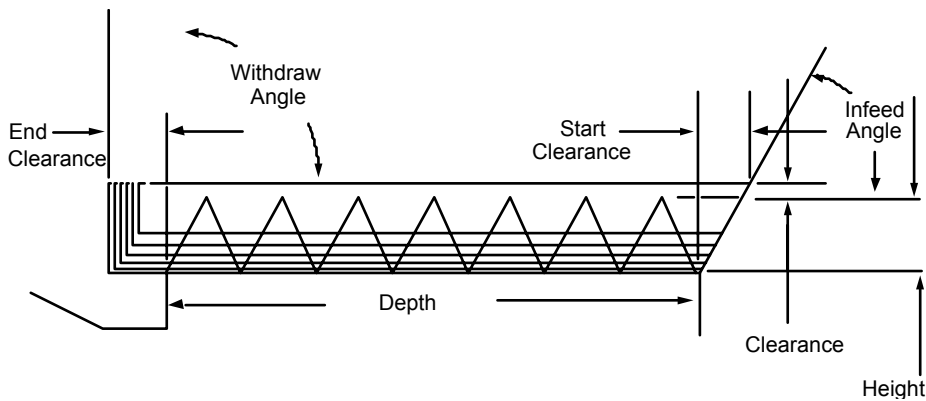 Withdraw
Angle
End
Clearance
Start
Clearance
Infeed
Angle
Depth
Clearance
Height